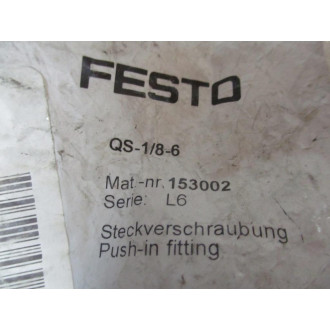 FESTO
QS-1/8-6
Mat.-nr. 153002
Serie: L6
Steckverschraubung
Push-in fitting